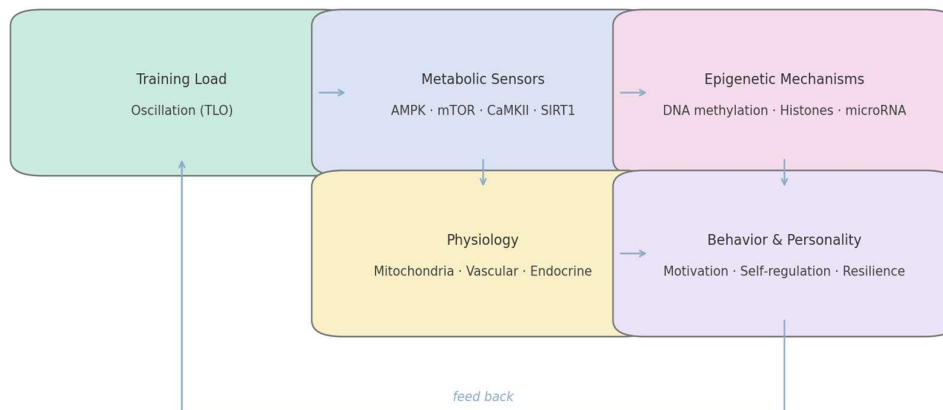 Training Load
Oscillation (TLO)
Metabolic Sensors
AMPK · mTOR · CaMKII · SIRT1
Epigenetic Mechanisms
DNA methylation · Histones · microRNA
Physiology
Mitochondria · Vascular · Endocrine
Behavior & Personality
Motivation · Self-regulation · Resilience
feed back